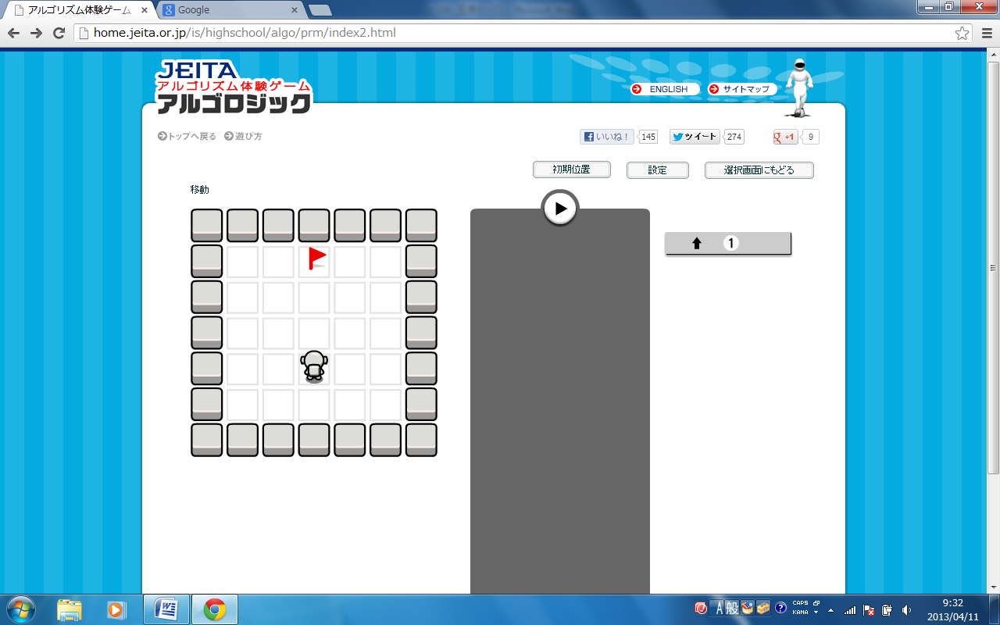 アルゴリズム体験ゲーム
Google
home.jeita.or.jp/is/highschool/algo/prm/index2.html
JEITA
アルゴリズム体験ゲーム
アルゴロジック
ENGLISH
サイトマップ
トップへ戻る
遊び方
いいね！
145
ツイート
274
+1
9
初期位置
設定
選択画面にもどる
移動
1
A 般
CAPS
KANA
9:32
2013/04/11